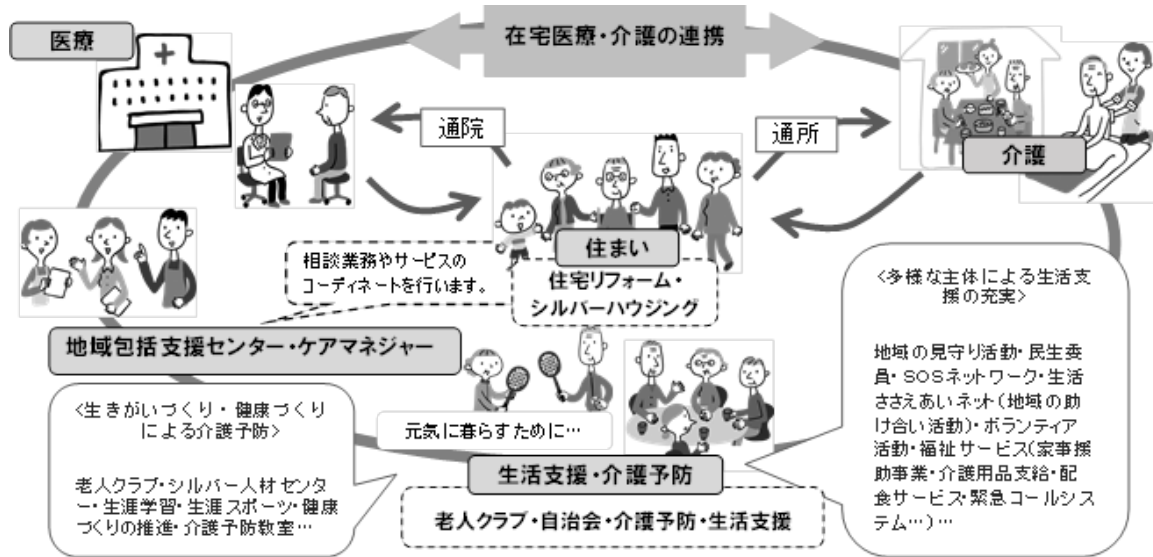 在宅医療・介護の連携
医療
通院
通所
介護
住まい
住宅リフォーム・
シルバーハウジング
相談業務やサービスの
コーディネートを行います。
地域包括支援センター・ケアマネジャー
<多様な主体による生活支
援の充実>
地域の見守り活動・民生委
員・SOSネットワーク・生活
ささえあいネット(地域の助
け合い活動)・ボランティア
活動・福祉サービス(家事援
助事業・介護用品支給・配
食サービス・緊急コールシス
テム…)…
<生きがいづくり・健康づくり
による介護予防>
老人クラブ・シルバー人材センタ
ー・生涯学習・生涯スポーツ・健康
づくりの推進・介護予防教室…
元気に暮らすために…
生活支援・介護予防
老人クラブ・自治会・介護予防・生活支援